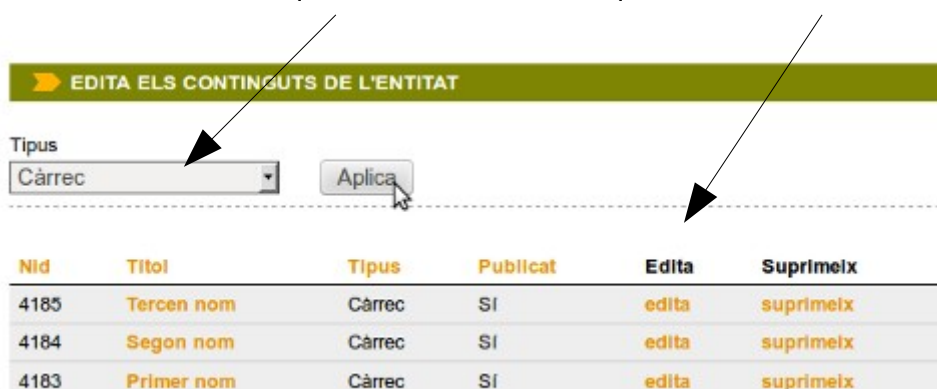 EDITA ELS CONTINGUTS DE L'ENTITAT
Tipus
Càrrec Aplica
Nid Títol Tipus Publicat Edita Suprimeix
4185 Tercen nom Càrrec Sí edita suprimeix
4184 Segon nom Càrrec Sí edita suprimeix
4183 Primer nom Càrrec Sí edita suprimeix